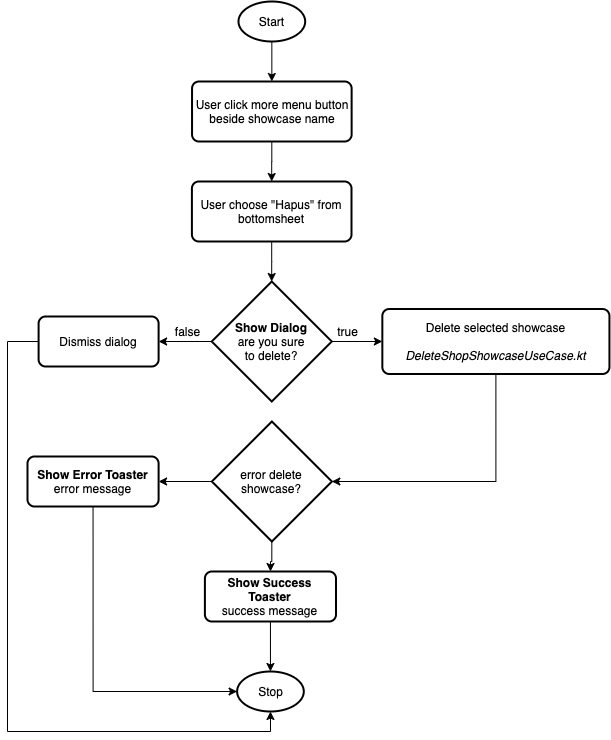 Start
User click more menu button
beside showcase name
User choose "Hapus" from
bottomsheet
Show Dialog
are you sure
to delete?
false
true
Dismiss dialog
Delete selected showcase
DeleteShopShowcaseUseCase.kt
error delete
showcase?
Show Error Toaster
error message
Show Success
Toaster
success message
Stop